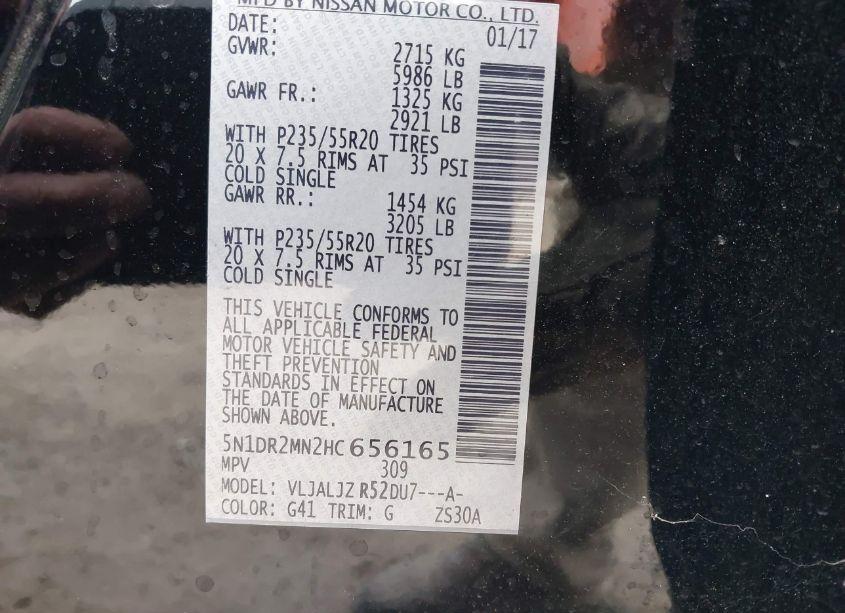 MFD BY NISSAN MOTOR CO., LTD.
DATE: 01/17
GVWR: 2715 KG
5986 LB
GAWR FR.: 1325 KG
2921 LB
WITH P235/55R20 TIRES
20 X 7.5 RIMS AT 35 PSI
COLD SINGLE
GAWR RR.: 1454 KG
3205 LB
WITH P235/55R20 TIRES
20 X 7.5 RIMS AT 35 PSI
COLD SINGLE
THIS VEHICLE CONFORMS TO
ALL APPLICABLE FEDERAL
MOTOR VEHICLE SAFETY AND
THEFT PREVENTION
STANDARDS IN EFFECT ON
THE DATE OF MANUFACTURE
SHOWN ABOVE.
5N1DR2MN2HC656165
MPV 309
MODEL: VLJALJZ R52DU7---A-
COLOR: G41 TRIM: G ZS30A